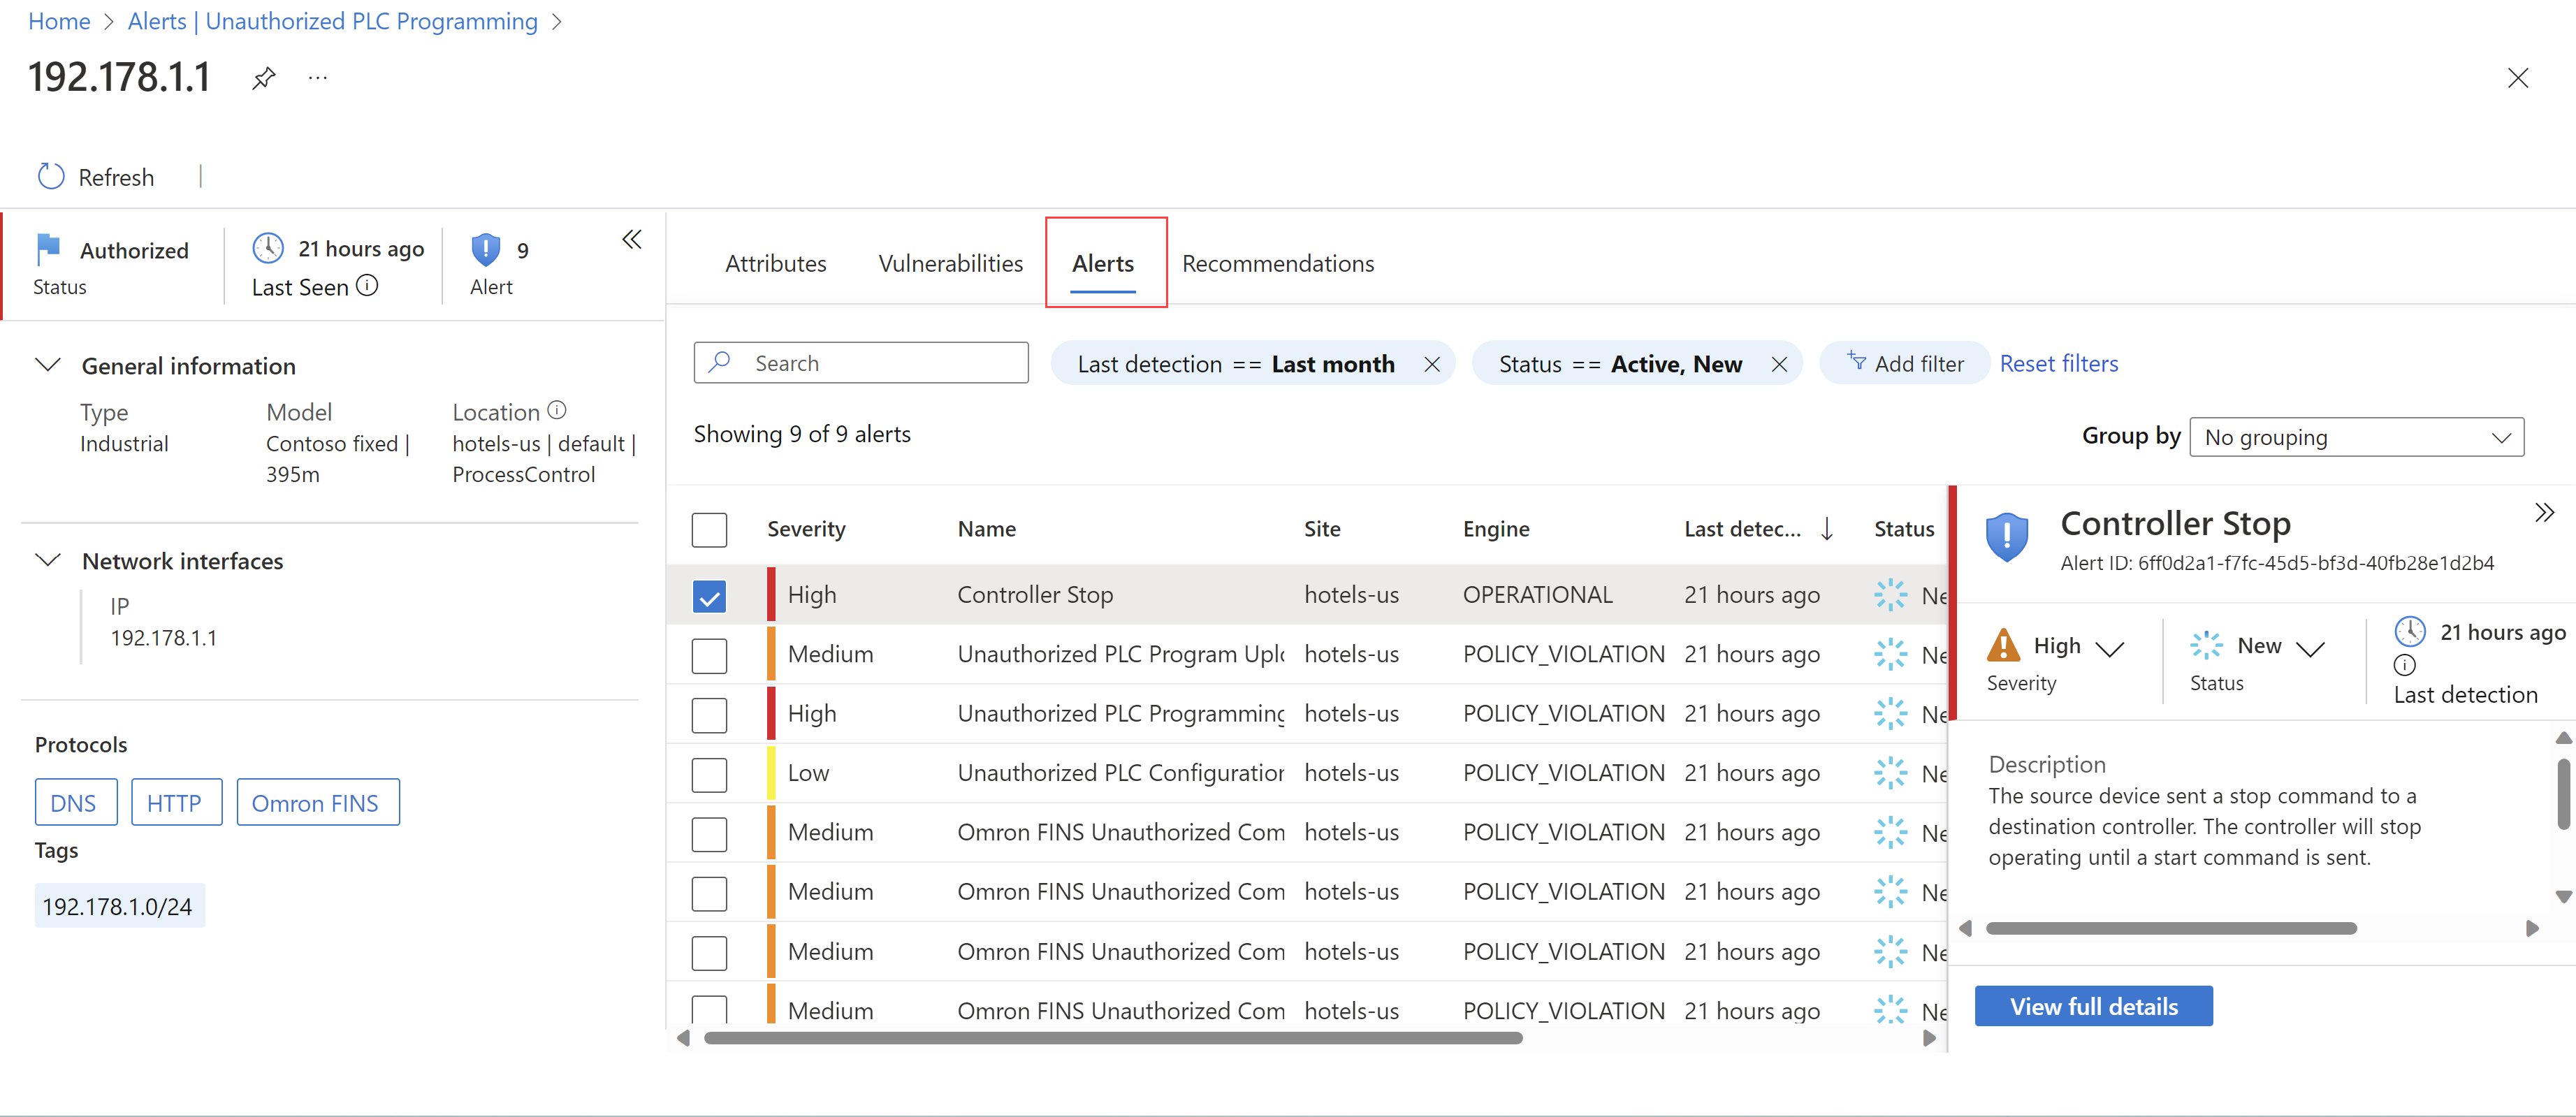 Home > Alerts | Unauthorized PLC Programming >
192.178.1.1 ...
Refresh |
Authorized
Status
21 hours ago
Last Seen
9
Alert
General information
Type
Industrial
Model
Contoso fixed |
395m
Location
hotels-us | default |
ProcessControl
Network interfaces
IP
192.178.1.1
Protocols
DNS HTTP Omron FINS
Tags
192.178.1.0/24
Attributes Vulnerabilities Alerts Recommendations
Search Last detection == Last month Status == Active, New Add filter Reset filters
Showing 9 of 9 alerts
Group by No grouping
Severity Name Site Engine Last detec... ↓ Status
High Controller Stop hotels-us OPERATIONAL 21 hours ago Ne
Medium Unauthorized PLC Program Uplo hotels-us POLICY_VIOLATION 21 hours ago Ne
High Unauthorized PLC Programming hotels-us POLICY_VIOLATION 21 hours ago Ne
Low Unauthorized PLC Configuration hotels-us POLICY_VIOLATION 21 hours ago Ne
Medium Omron FINS Unauthorized Com hotels-us POLICY_VIOLATION 21 hours ago Ne
Medium Omron FINS Unauthorized Com hotels-us POLICY_VIOLATION 21 hours ago Ne
Medium Omron FINS Unauthorized Com hotels-us POLICY_VIOLATION 21 hours ago Ne
Medium Omron FINS Unauthorized Com hotels-us POLICY_VIOLATION 21 hours ago Ne
Controller Stop
Alert ID: 6ff0d2a1-f7fc-45d5-bf3d-40fb28e1d2b4
High
Severity
New
Status
21 hours ago
Last detection
Description
The source device sent a stop command to a
destination controller. The controller will stop
operating until a start command is sent.
View full details